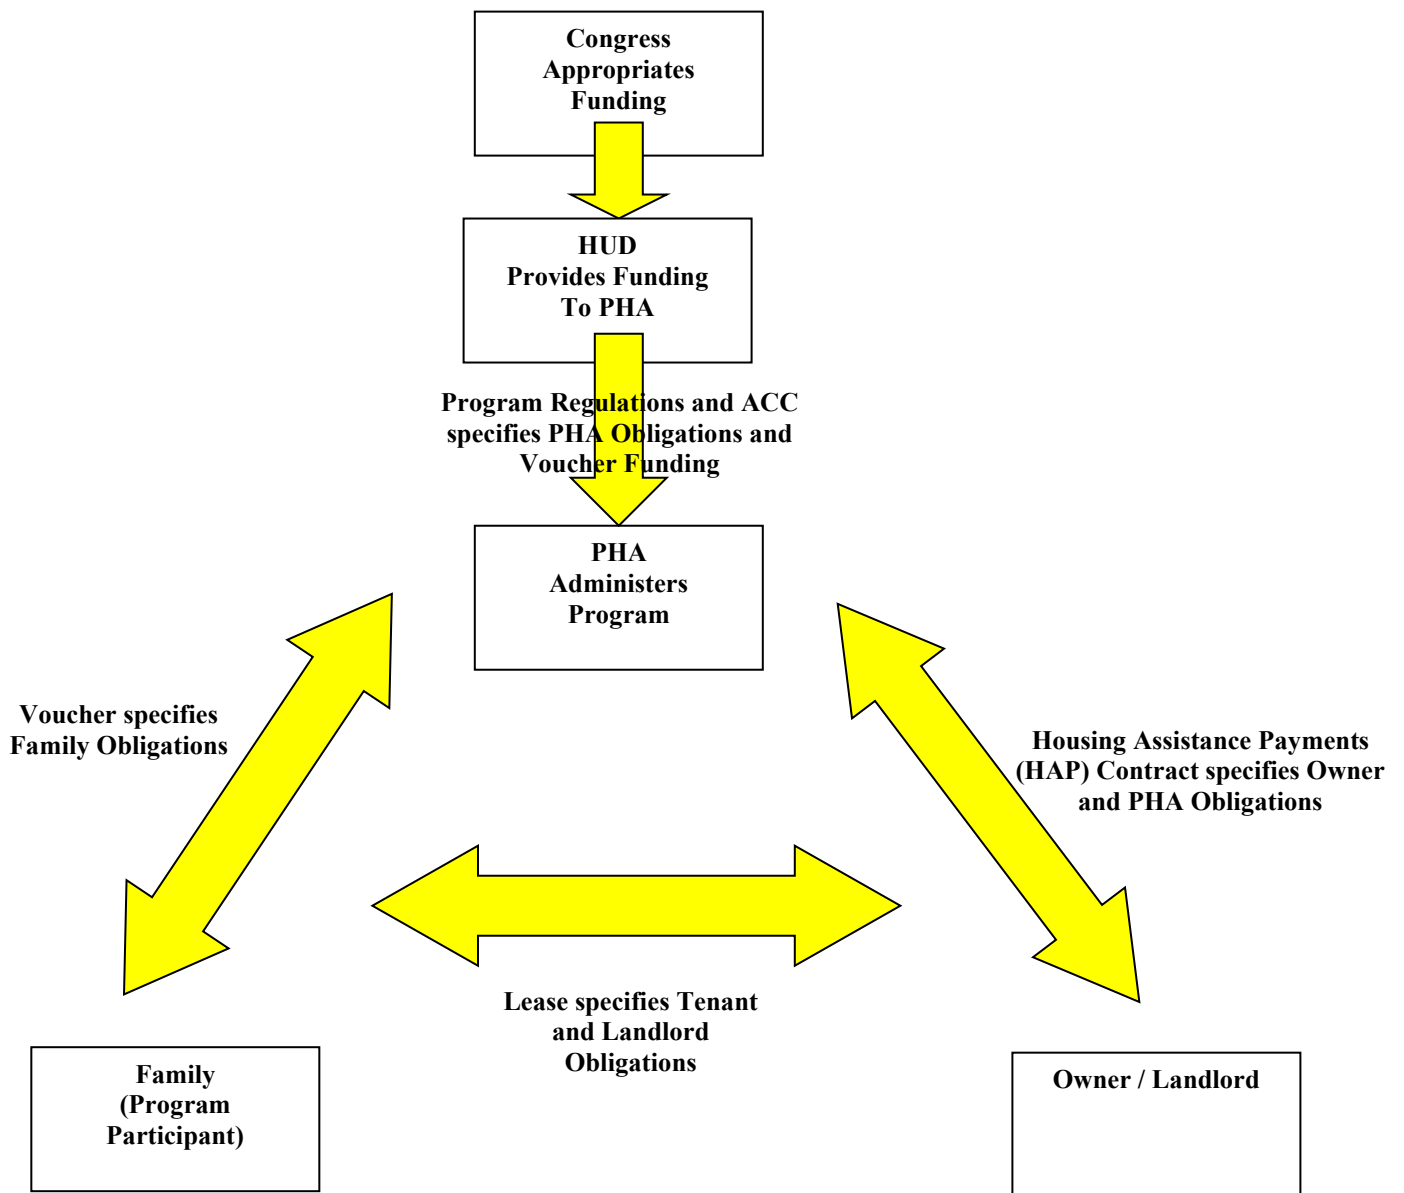 Congress
Appropriates
Funding
HUD
Provides Funding
To PHA
Program Regulations and ACC
specifies PHA Obligations and
Voucher Funding
PHA
Administers
Program
Voucher specifies
Family Obligations
Housing Assistance Payments
(HAP) Contract specifies Owner
and PHA Obligations
Lease specifies Tenant
and Landlord
Obligations
Family
(Program
Participant)
Owner / Landlord